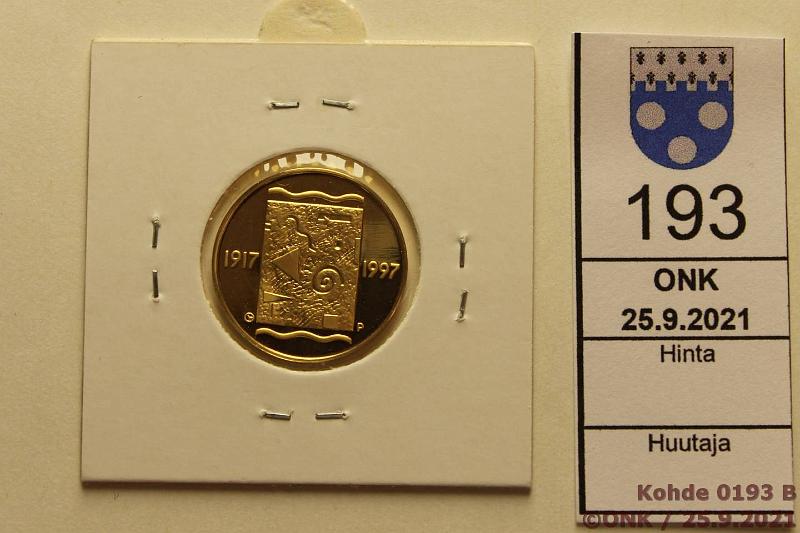 1917 1997
P
193
ONK
25.9.2021
Hinta
Huutaja
Kohde 0193 B
©ONK / 25.9.2021